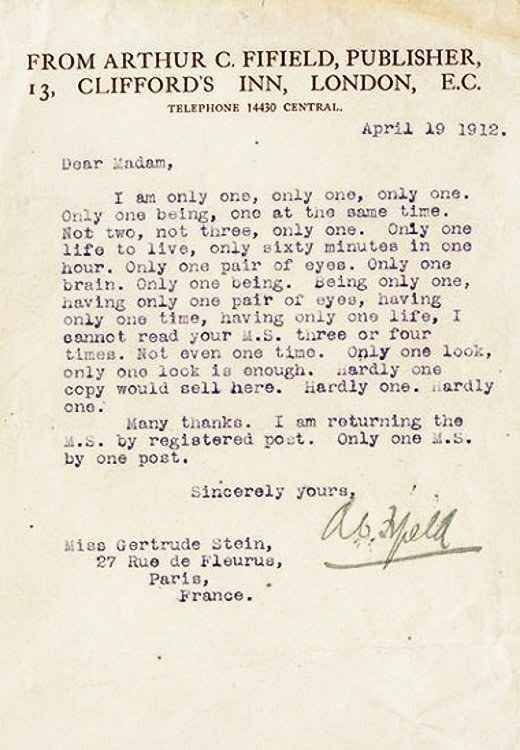 FROM ARTHUR C. FIFIELD, PUBLISHER,
13, CLIFFORD'S INN, LONDON, E.C.
TELEPHONE 14430 CENTRAL.
April 19 1912.
Dear Madam,
I am only one, only one, only one.
Only one being, one at the same time.
Not two, not three, only one. Only one
life to live, only sixty minutes in one
hour. Only one pair of eyes. Only one
brain. Only one being. Being only one,
having only one pair of eyes, having
only one time, having only one life, I
cannot read your M.S. three or four
times. Not even one time. Only one look,
only one look is enough. Hardly one
copy would sell here. Hardly one. Hardly
one.
Many thanks. I am returning the
M.S. by registered post. Only one M.S.
by one post.
Sincerely yours,
A. C. Fifield
Miss Gertrude Stein,
27 Rue de Fleurus,
Paris,
France.